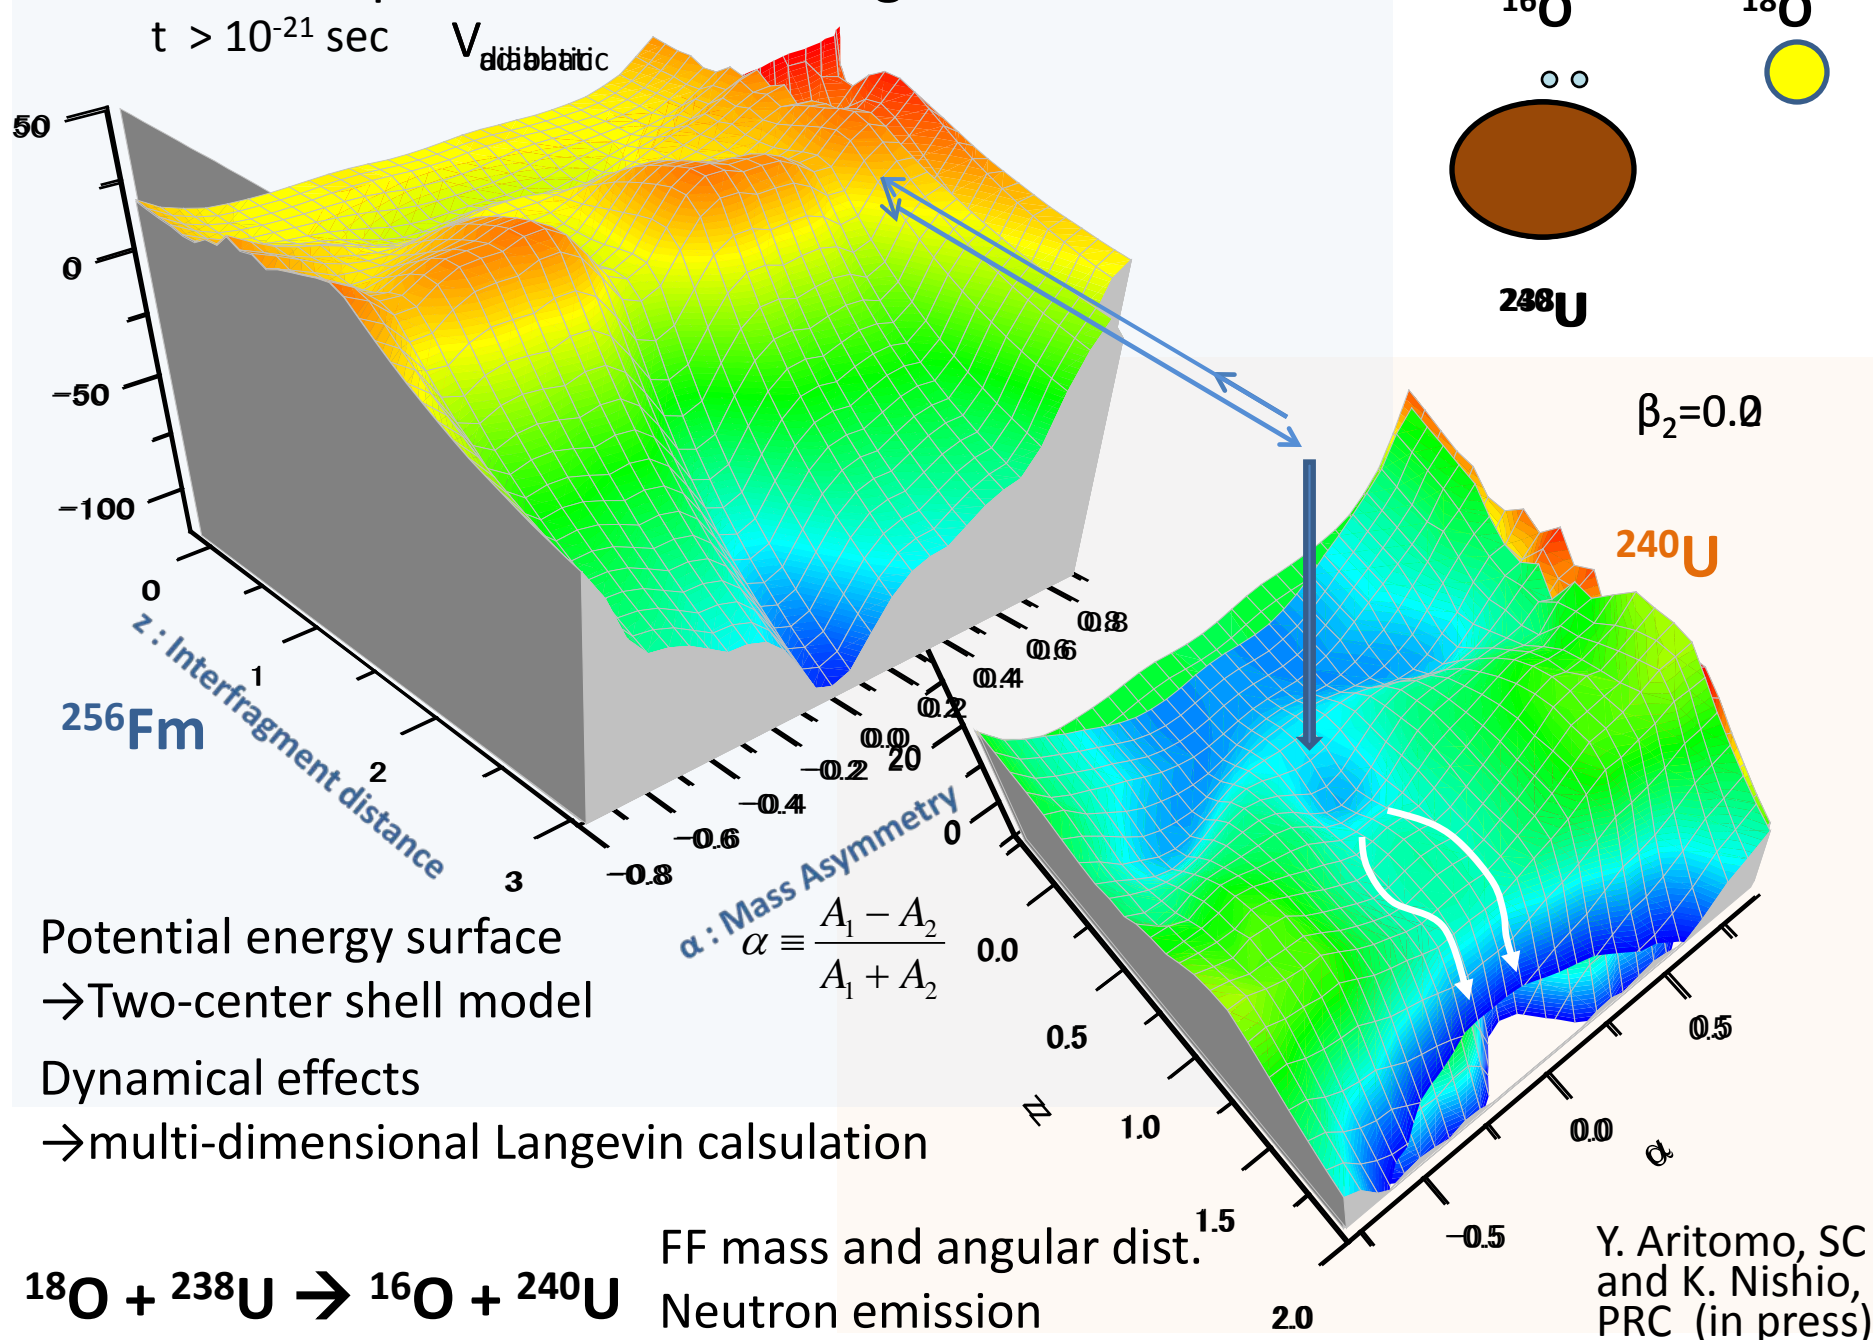 t > 10⁻²¹ sec
¹⁶O
¹⁸O
50
0
−50
−100
0
1
2
3
z : Interfragment distance
²⁵⁶Fm
−0.8
−0.6
−0.4
−0.2
0.0
0.2
0.4
0.6
0.8
α : Mass Asymmetry
α ≡ (A₁ − A₂) / (A₁ + A₂)
β₂=0.
²⁴⁰U
20
0
0.0
0.5
1.0
1.5
2.0
z
−0.5
0.0
0.5
α
Potential energy surface
→Two-center shell model
Dynamical effects
→multi-dimensional Langevin calsulation
¹⁸O + ²³⁸U → ¹⁶O + ²⁴⁰U
FF mass and angular dist.
Neutron emission
Y. Aritomo, SC
and K. Nishio,
PRC (in press)